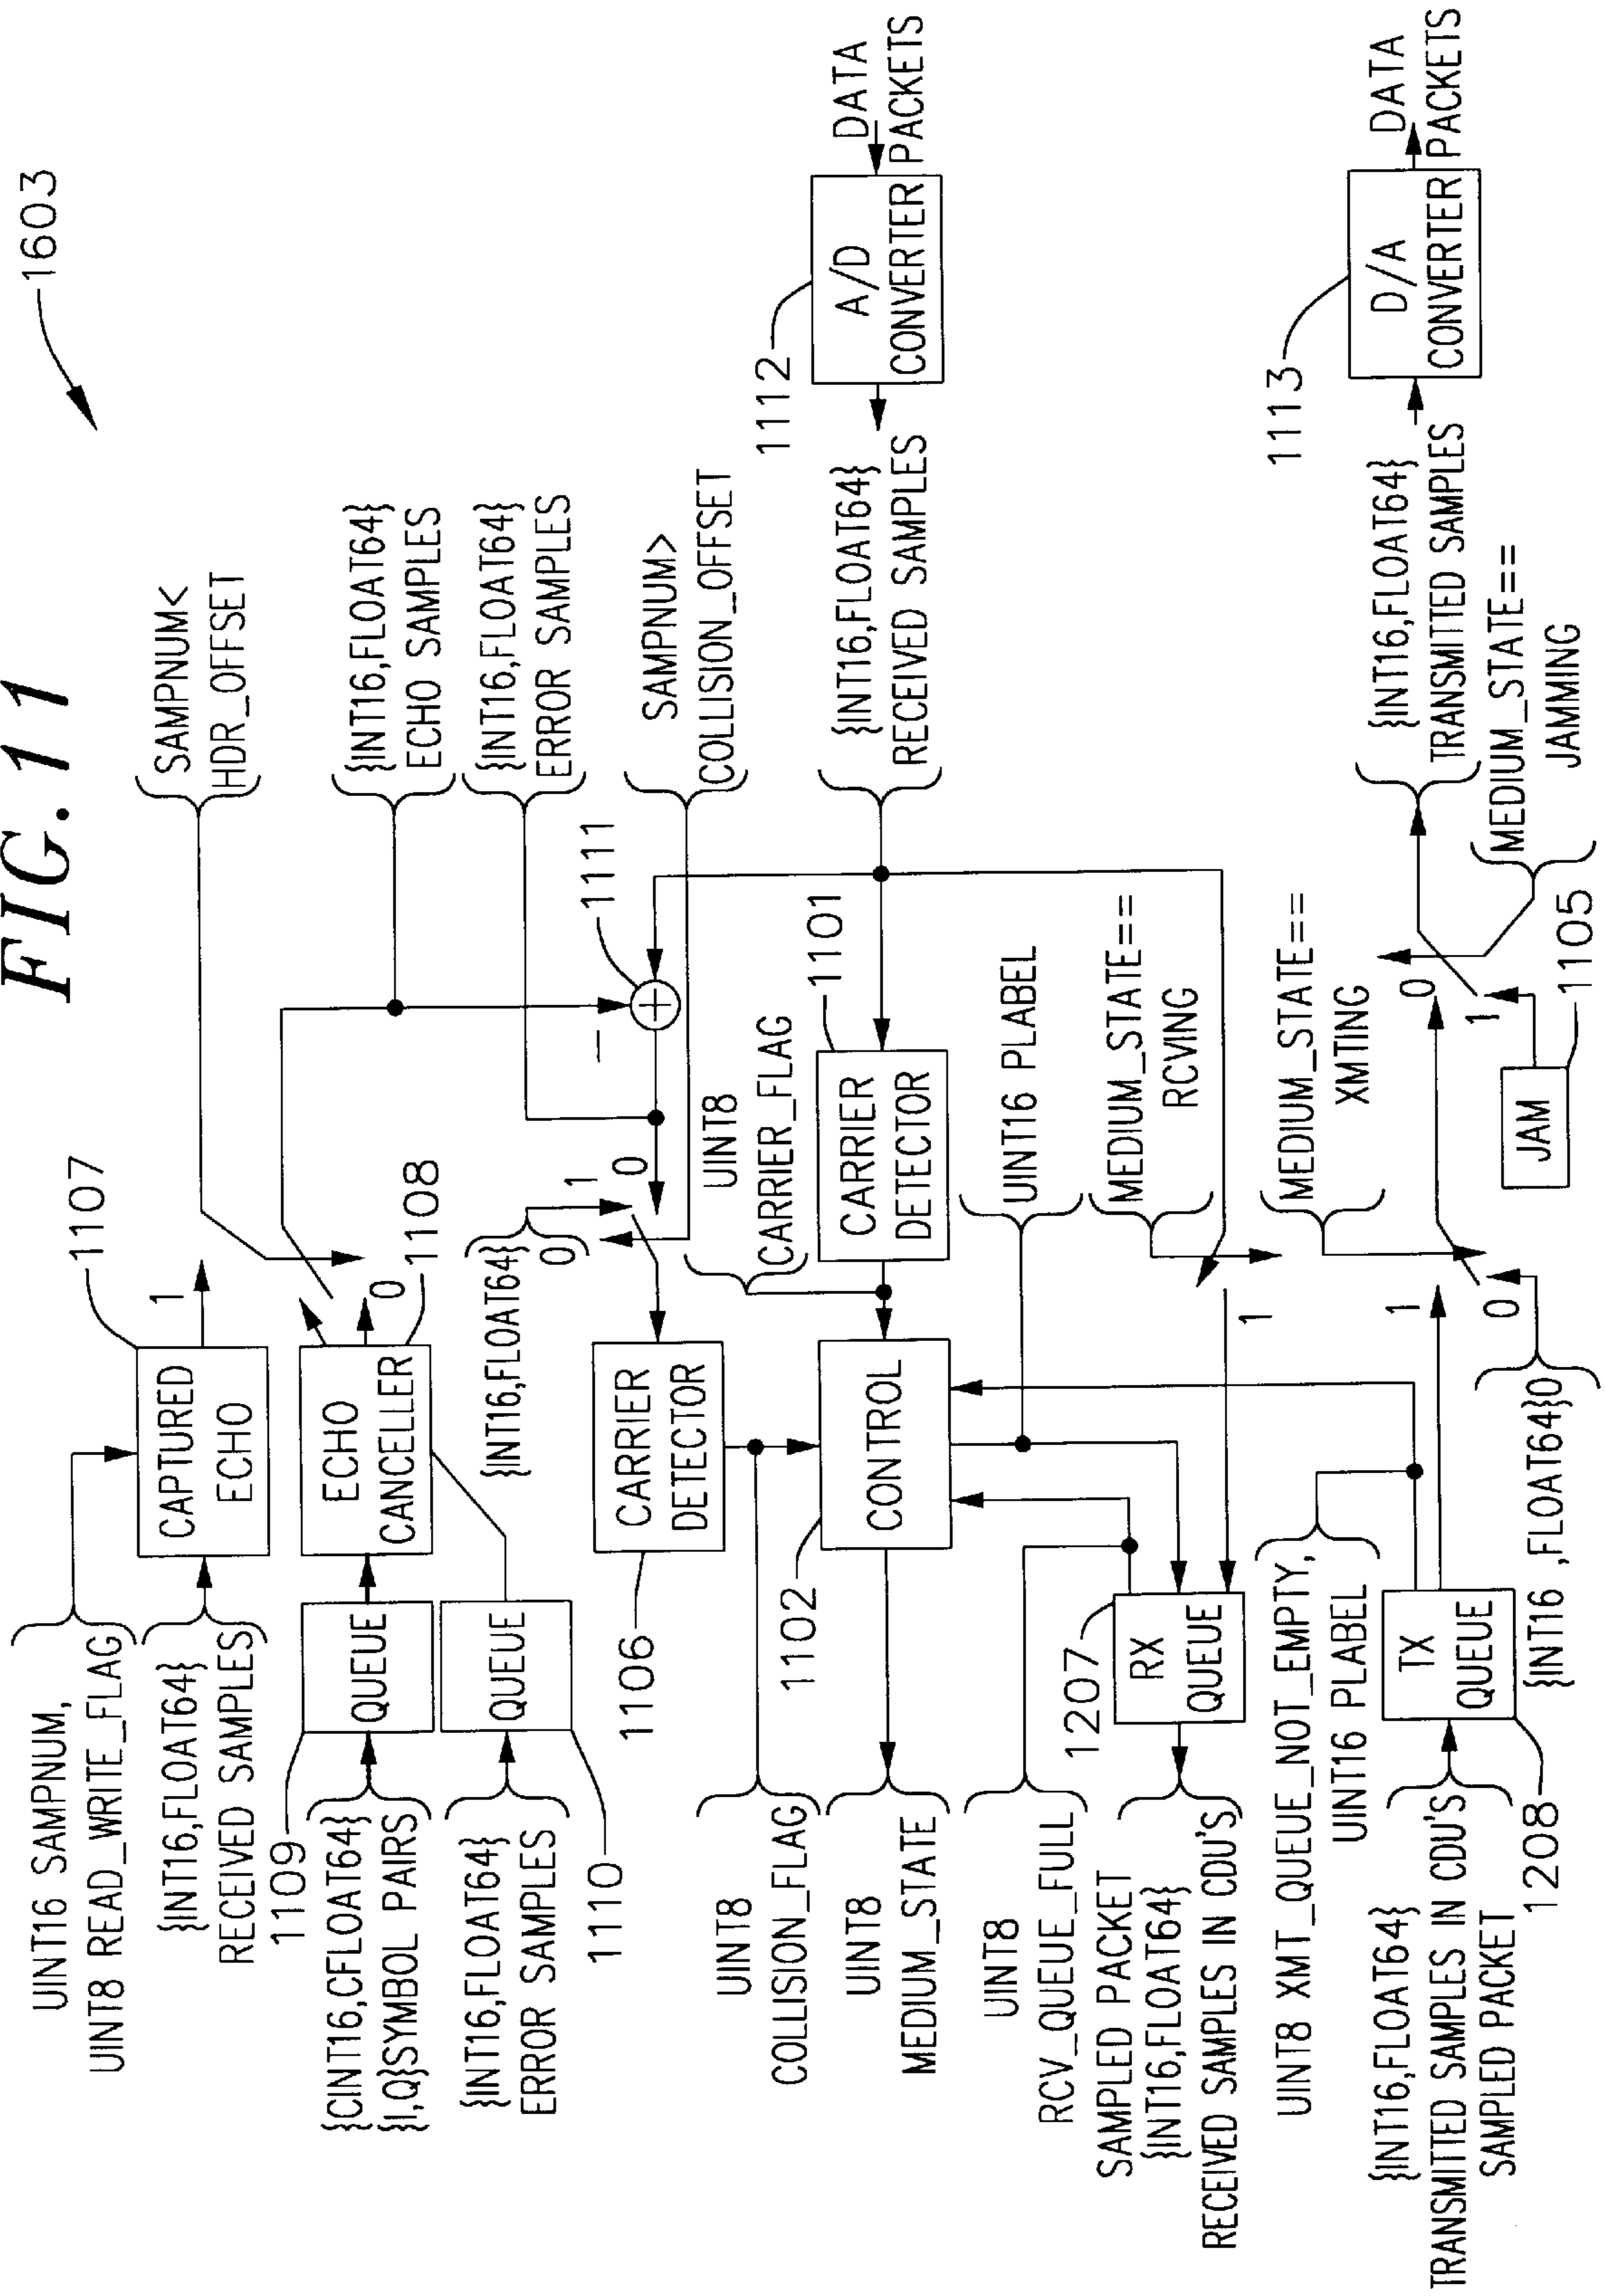 FIG. 11
1603
UINT16 SAMPNUM,
UINT8 READ_WRITE_FLAG
{INT16,FLOAT64}
RECEIVED SAMPLES
CAPTURED
ECHO
1107
1
SAMPNUM<
HDR_OFFSET
1109
{CINT16,CFLOAT64}
{I,Q}SYMBOL PAIRS
QUEUE
ECHO
CANCELLER
0
1108
{INT16,FLOAT64}
ECHO SAMPLES
{INT16,FLOAT64}
ERROR SAMPLES
1110
QUEUE
{INT16,FLOAT64}
ERROR SAMPLES
{INT16,FLOAT64}
0
1
0
–
+
1111
SAMPNUM>
COLLISION_OFFSET
1106
CARRIER
DETECTOR
UINT8
CARRIER_FLAG
UINT8
COLLISION_FLAG
UINT8
MEDIUM_STATE
1102
CONTROL
CARRIER
DETECTOR
1101
{INT16,FLOAT64}
RECEIVED SAMPLES
1112
A/D
CONVERTER
DATA
PACKETS
UINT8
RCV_QUEUE_FULL
UINT16 PLABEL
SAMPLED PACKET
{INT16,FLOAT64}
RECEIVED SAMPLES IN CDU'S
1207
RX
QUEUE
1
MEDIUM_STATE==
RCVING
UINT8 XMT_QUEUE_NOT_EMPTY,
UINT16 PLABEL
MEDIUM_STATE==
XMTING
{INT16,FLOAT64}
TRANSMITTED SAMPLES IN CDU'S
SAMPLED PACKET
1208
TX
QUEUE
1
0
{INT16 ,FLOAT64}0
0
1
JAM
1105
MEDIUM_STATE==
JAMMING
{INT16,FLOAT64}
TRANSMITTED SAMPLES
1113
D/A
CONVERTER
DATA
PACKETS